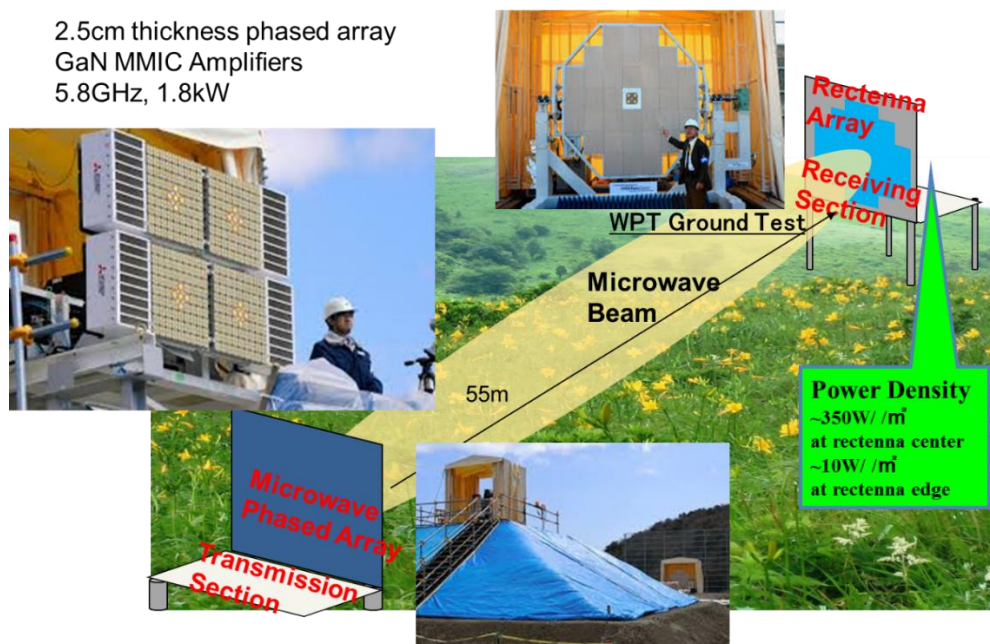 2.5cm thickness phased array
GaN MMIC Amplifiers
5.8GHz, 1.8kW
Rectenna
Array
Receiving
Section
WPT Ground Test
Microwave
Beam
55m
Power Density
~350W/ /㎡
at rectenna center
~10W/ /㎡
at rectenna edge
Microwave
Phased Array
Transmission
Section